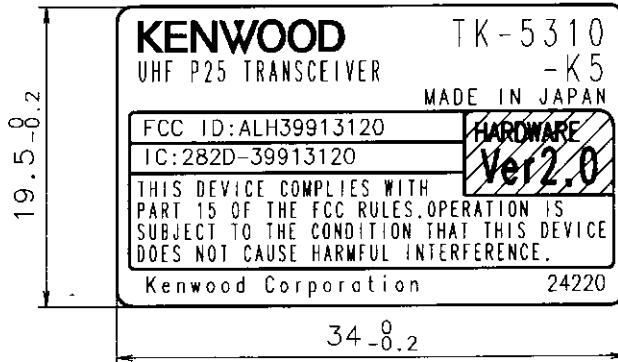 KENWOOD TK-5310
UHF P25 TRANSCEIVER -K5
MADE IN JAPAN
FCC ID:ALH39913120
IC:282D-39913120
HARDWARE
Ver2.0
THIS DEVICE COMPLIES WITH
PART 15 OF THE FCC RULES.OPERATION IS
SUBJECT TO THE CONDITION THAT THIS DEVICE
DOES NOT CAUSE HARMFUL INTERFERENCE.
Kenwood Corporation 24220
19.5 0 -0.2
34 0 -0.2